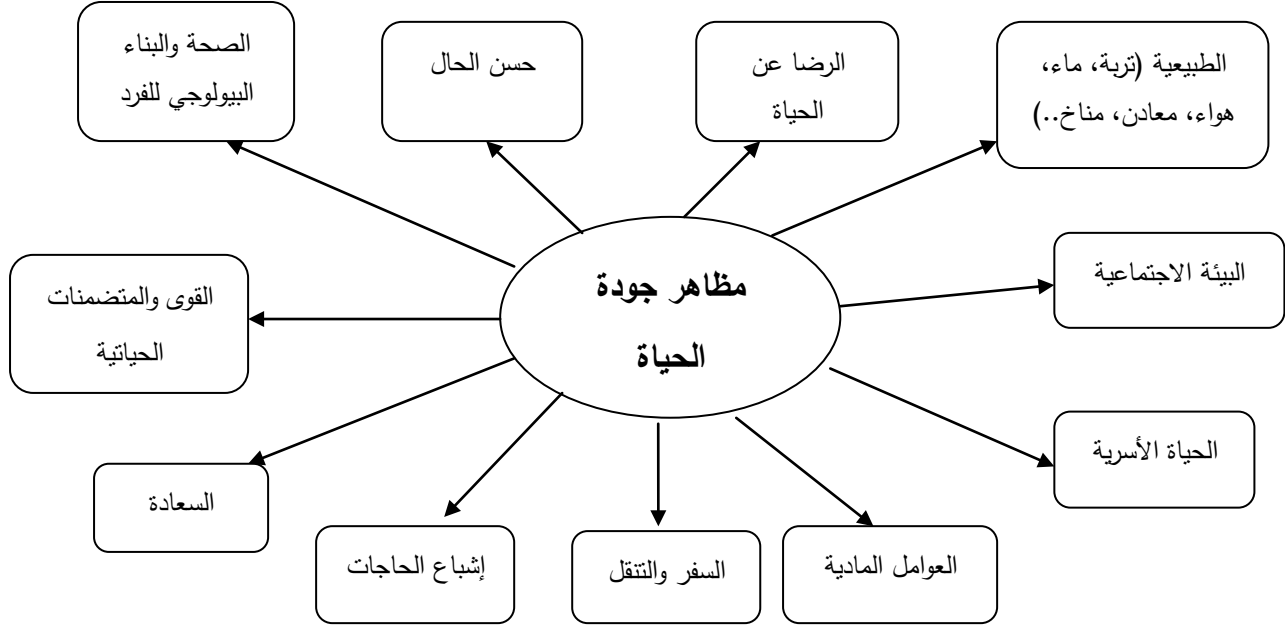 الطبيعية (تربة، ماء،
هواء، معادن، مناخ..)
الرضا عن
الحياة
حسن الحال
الصحة والبناء
البيولوجي للفرد
مظاهر جودة
الحياة
البيئة الاجتماعية
القوى والمتضمنات
الحياتية
الحياة الأسرية
السعادة
العوامل المادية
السفر والتنقل
إشباع الحاجات